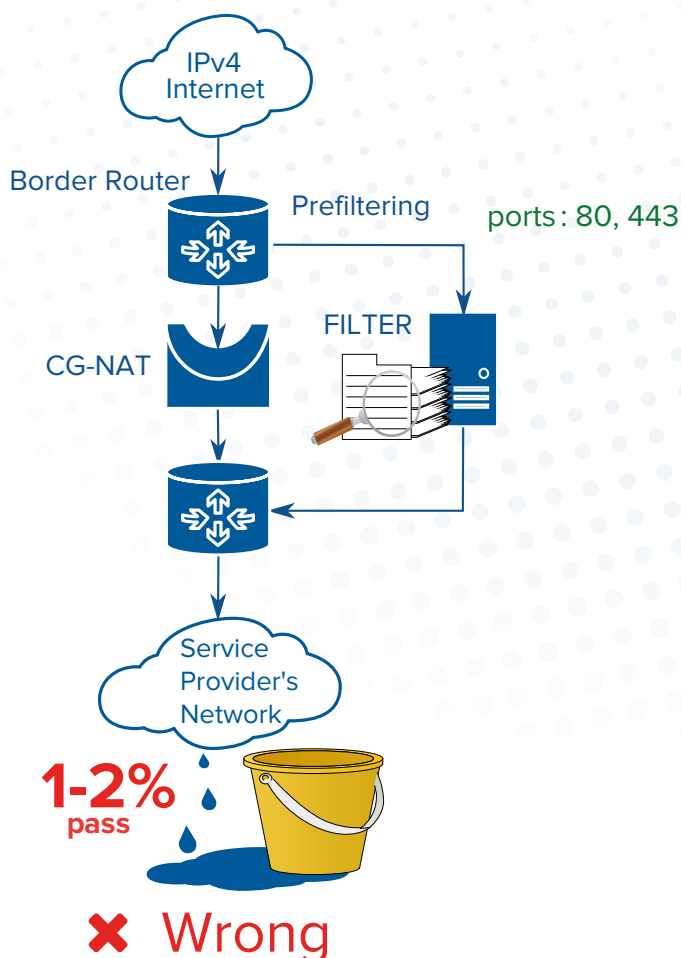 IPv4
Internet
Border Router
Prefiltering
ports: 80, 443
FILTER
CG-NAT
Service
Provider's
Network
1-2%
pass
Wrong